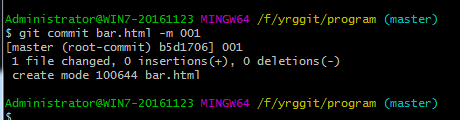 Administrator@WIN7-20161123 MINGW64 /f/yrggit/program (master)
$ git commit bar.html -m 001
[master (root-commit) b5d1706] 001
1 file changed, 0 insertions(+), 0 deletions(-)
create mode 100644 bar.html
Administrator@WIN7-20161123 MINGW64 /f/yrggit/program (master)
$